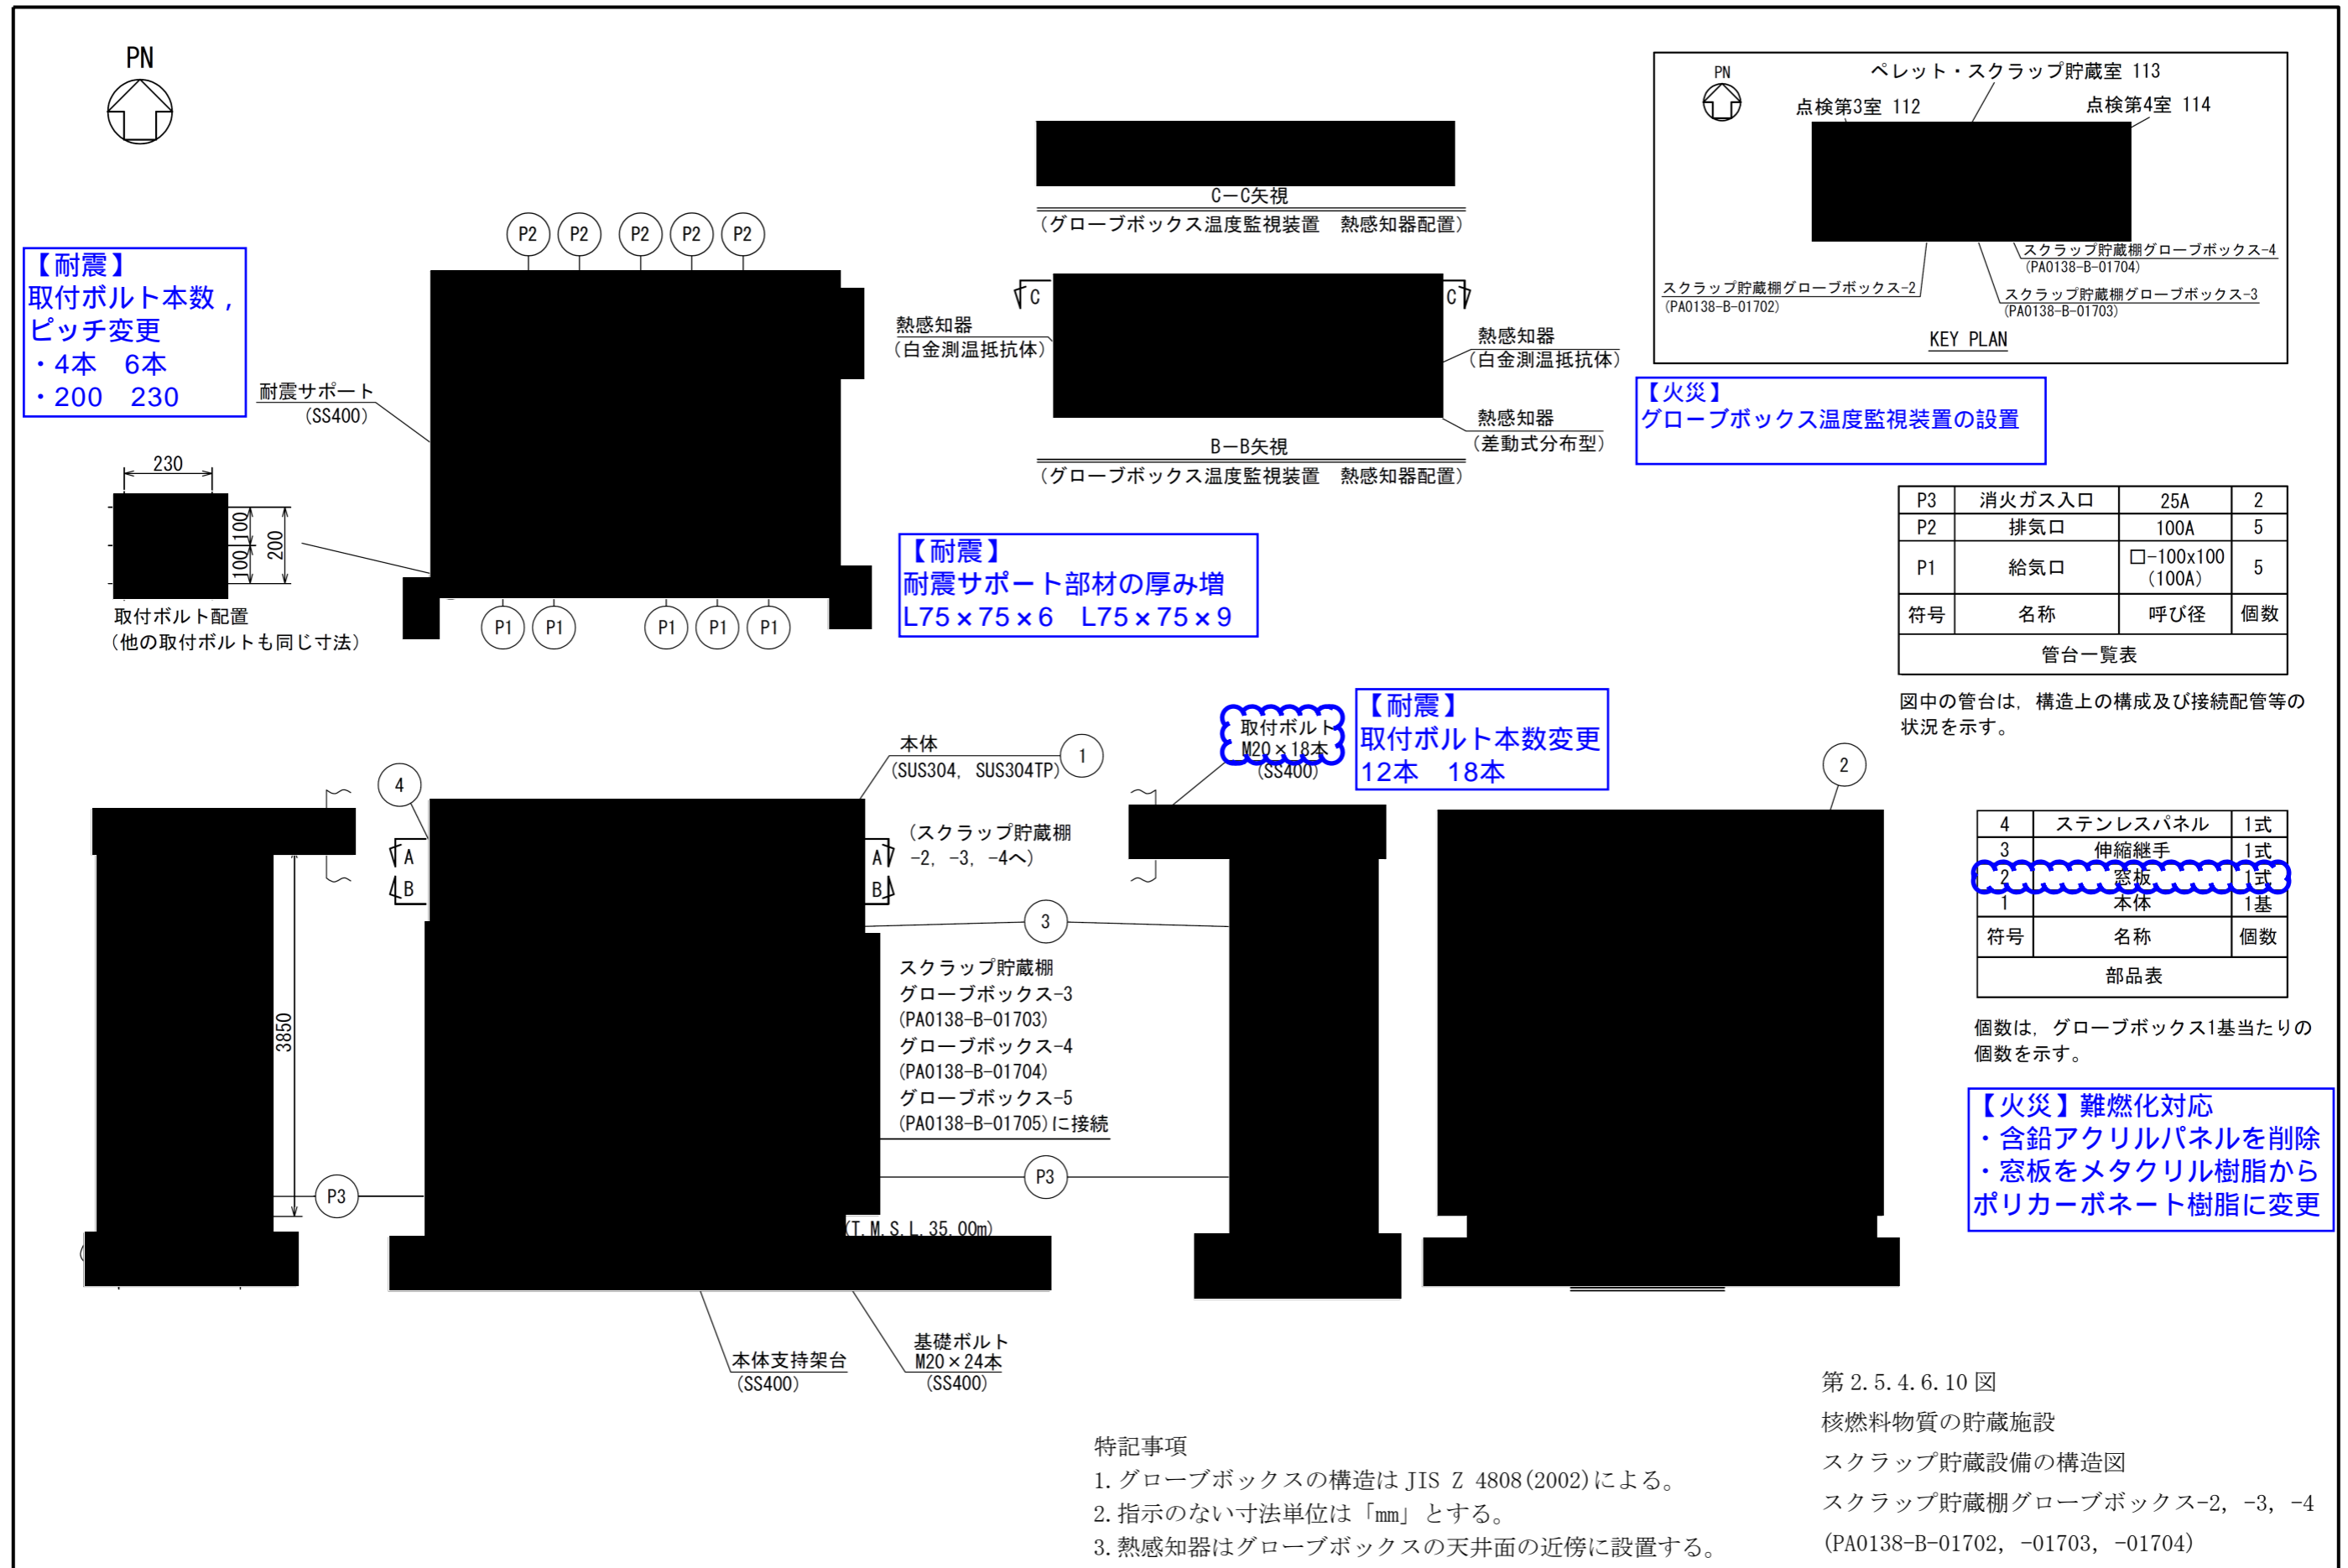 PN
【耐震】
取付ボルト本数，
ピッチ変更
・4本　6本
・200　230
耐震サポート
(SS400)
P2 P2 P2 P2 P2
230
100
100
200
取付ボルト配置
(他の取付ボルトも同じ寸法)
P1 P1 P1 P1 P1
C－C矢視
(グローブボックス温度監視装置　熱感知器配置)
C C
熱感知器
(白金測温抵抗体)
熱感知器
(白金測温抵抗体)
熱感知器
(差動式分布型)
B－B矢視
(グローブボックス温度監視装置　熱感知器配置)
【耐震】
耐震サポート部材の厚み増
L75×75×6　L75×75×9
PN
ペレット・スクラップ貯蔵室 113
点検第3室 112
点検第4室 114
スクラップ貯蔵棚グローブボックス-4
(PA0138-B-01704)
スクラップ貯蔵棚グローブボックス-2
(PA0138-B-01702)
スクラップ貯蔵棚グローブボックス-3
(PA0138-B-01703)
KEY PLAN
【火災】
グローブボックス温度監視装置の設置
P3 消火ガス入口 25A 2
P2 排気口 100A 5
P1 給気口 □-100x100 (100A) 5
符号 名称 呼び径 個数
管台一覧表
図中の管台は，構造上の構成及び接続配管等の
状況を示す。
取付ボルト
M20×18本
(SS400)
【耐震】
取付ボルト本数変更
12本　18本
本体
(SUS304, SUS304TP)
1
4
2
A A
B B
(スクラップ貯蔵棚
-2, -3, -4へ)
3
スクラップ貯蔵棚
グローブボックス-3
(PA0138-B-01703)
グローブボックス-4
(PA0138-B-01704)
グローブボックス-5
(PA0138-B-01705)に接続
3850
P3
P3
(T.M.S.L.35.00m)
本体支持架台
(SS400)
基礎ボルト
M20×24本
(SS400)
4 ステンレスパネル 1式
3 伸縮継手 1式
2 窓板 1式
1 本体 1基
符号 名称 個数
部品表
個数は，グローブボックス1基当たりの
個数を示す。
【火災】難燃化対応
・含鉛アクリルパネルを削除
・窓板をメタクリル樹脂から
ポリカーボネート樹脂に変更
特記事項
1.グローブボックスの構造は JIS Z 4808(2002)による。
2.指示のない寸法単位は「mm」とする。
3.熱感知器はグローブボックスの天井面の近傍に設置する。
第 2.5.4.6.10 図
核燃料物質の貯蔵施設
スクラップ貯蔵設備の構造図
スクラップ貯蔵棚グローブボックス-2, -3, -4
(PA0138-B-01702, -01703, -01704)